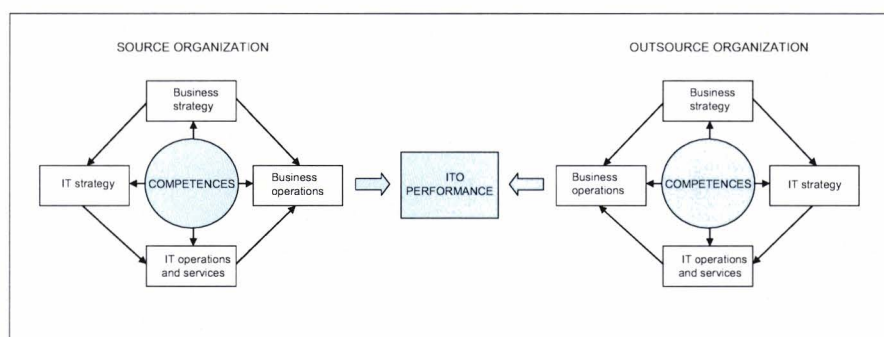 SOURCE ORGANIZATION
Business
strategy
IT strategy
COMPETENCES
Business
operations
IT operations
and services
ITO
PERFORMANCE
OUTSOURCE ORGANIZATION
Business
strategy
Business
operations
COMPETENCES
IT strategy
IT operations
and services